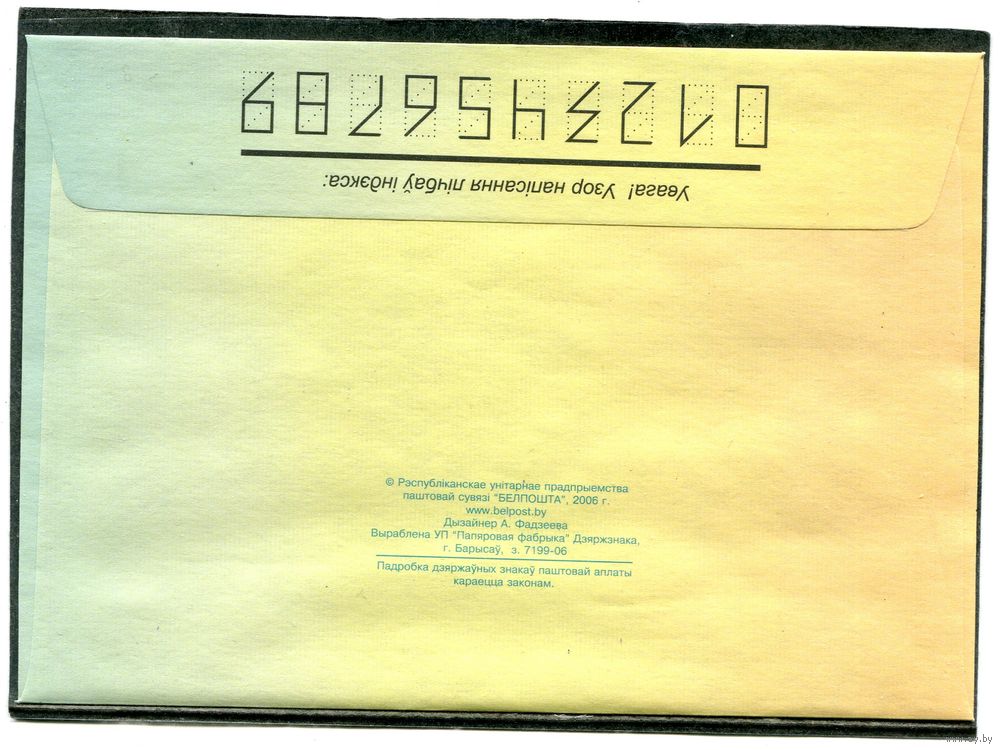 Увага! Узор напісання лічбаў індэкса:
0123456789
© Рэспубліканскае унітарнае прадпрыемства
паштовай сувязі "БЕЛПОШТА", 2006 г.
www.belpost.by
Дызайнер А. Фадзеева
Выраблена УП "Папяровая фабрыка" Дзяржзнака,
г. Барысаў, з. 7199-06
Падробка дзяржаўных знакаў паштовай аплаты
караецца законам.